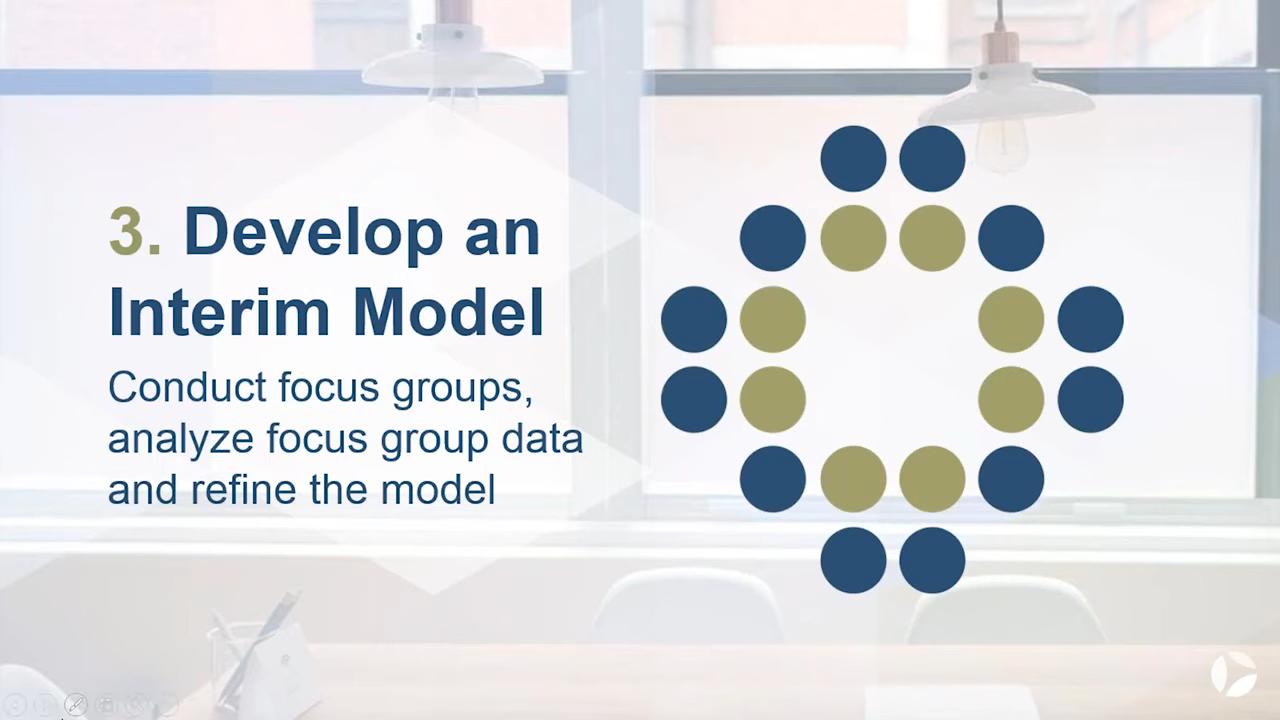 3. Develop an
Interim Model
Conduct focus groups,
analyze focus group data
and refine the model